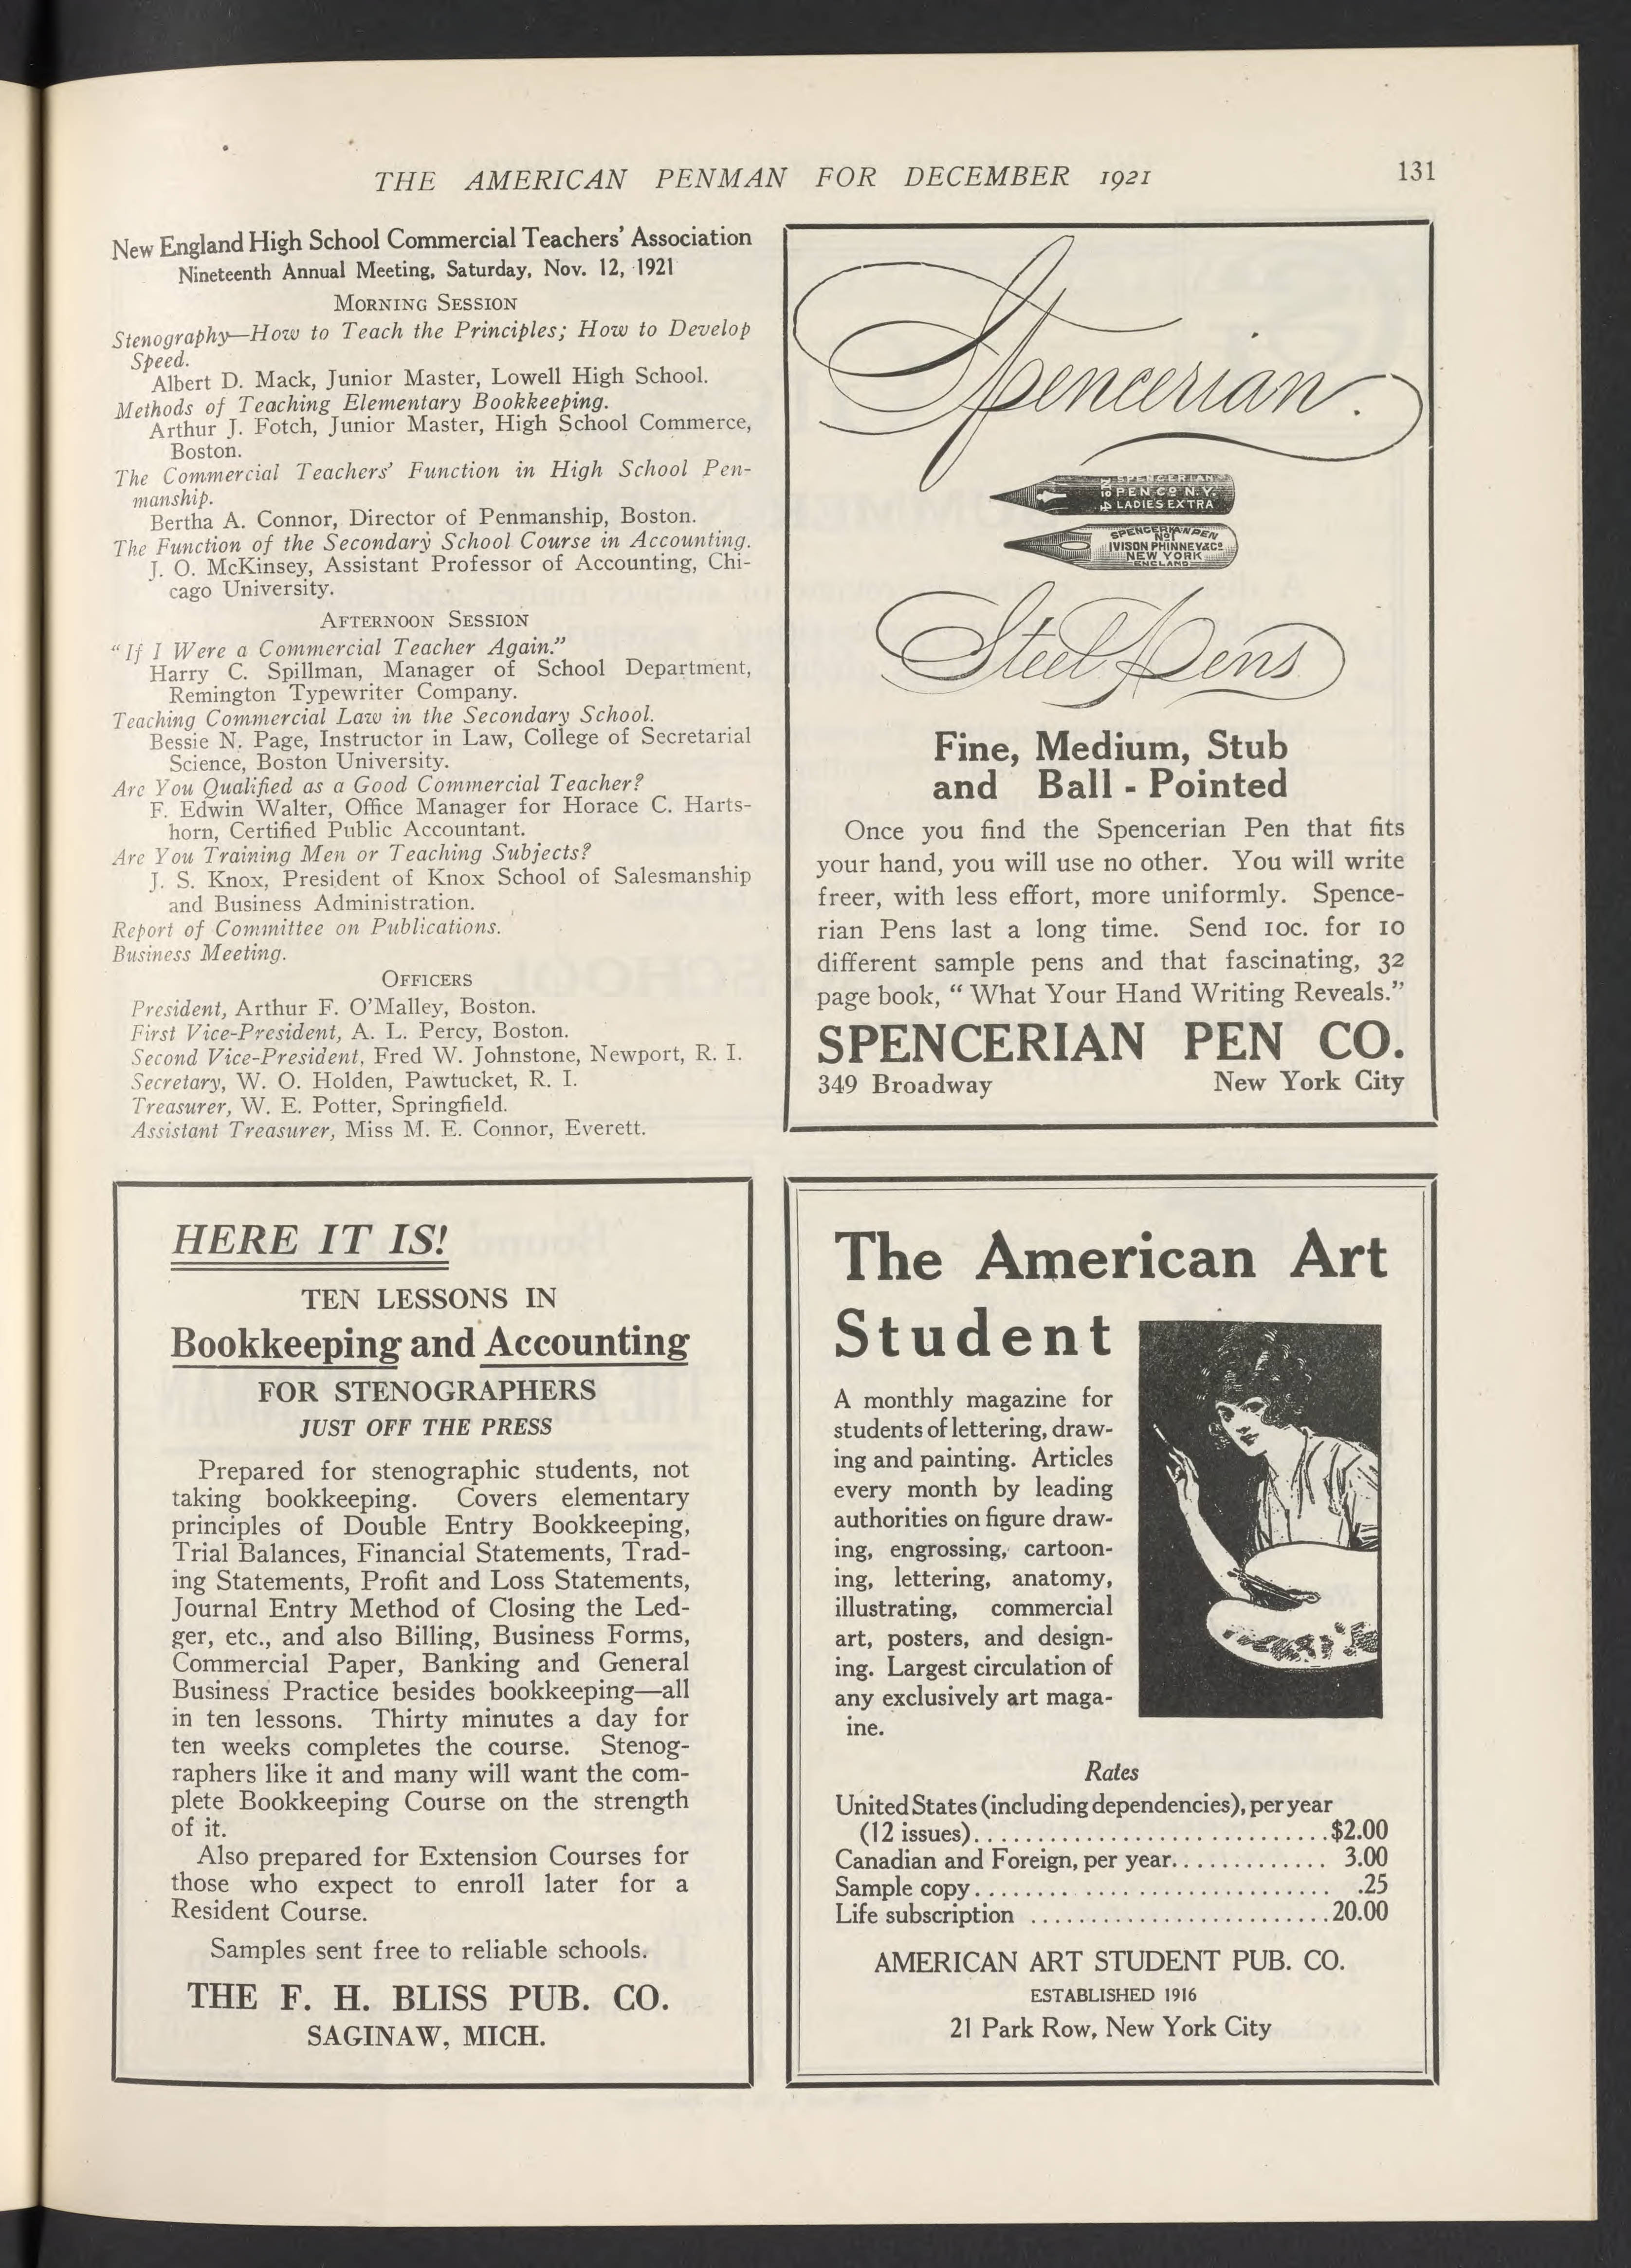 THE AMERICAN PENMAN FOR DECEMBER 1921
131
New England High School Commercial Teachers' Association
Nineteenth Annual Meeting, Saturday, Nov. 12, 1921
MORNING SESSION
Stenography—How to Teach the Principles; How to Develop
Speed.
Albert D. Mack, Junior Master, Lowell High School.
Methods of Teaching Elementary Bookkeeping.
Arthur J. Fotch, Junior Master, High School Commerce,
Boston.
The Commercial Teachers' Function in High School Pen-
manship.
Bertha A. Connor, Director of Penmanship, Boston.
The Function of the Secondary School Course in Accounting.
J. O. McKinsey, Assistant Professor of Accounting, Chi-
cago University.
AFTERNOON SESSION
"If I Were a Commercial Teacher Again."
Harry C. Spillman, Manager of School Department,
Remington Typewriter Company.
Teaching Commercial Law in the Secondary School.
Bessie N. Page, Instructor in Law, College of Secretarial
Science, Boston University.
Are You Qualified as a Good Commercial Teacher?
F. Edwin Walter, Office Manager for Horace C. Harts-
horn, Certified Public Accountant.
Are You Training Men or Teaching Subjects?
J. S. Knox, President of Knox School of Salesmanship
and Business Administration.
Report of Committee on Publications.
Business Meeting.
OFFICERS
President, Arthur F. O'Malley, Boston.
First Vice-President, A. L. Percy, Boston.
Second Vice-President, Fred W. Johnstone, Newport, R. I.
Secretary, W. O. Holden, Pawtucket, R. I.
Treasurer, W. E. Potter, Springfield.
Assistant Treasurer, Miss M. E. Connor, Everett.
Spencerian.
SPENCERIAN
PEN CO. N.Y.
LADIES EXTRA
SPENCERIAN PEN
No 1
IVISON PHINNEY & Co
NEW YORK
ENGLAND
Steel Pens
Fine, Medium, Stub
and Ball - Pointed
Once you find the Spencerian Pen that fits
your hand, you will use no other. You will write
freer, with less effort, more uniformly. Spence-
rian Pens last a long time. Send 10c. for 10
different sample pens and that fascinating, 32
page book, "What Your Hand Writing Reveals."
SPENCERIAN PEN CO.
349 Broadway New York City
HERE IT IS!
TEN LESSONS IN
Bookkeeping and Accounting
FOR STENOGRAPHERS
JUST OFF THE PRESS
Prepared for stenographic students, not
taking bookkeeping. Covers elementary
principles of Double Entry Bookkeeping,
Trial Balances, Financial Statements, Trad-
ing Statements, Profit and Loss Statements,
Journal Entry Method of Closing the Led-
ger, etc., and also Billing, Business Forms,
Commercial Paper, Banking and General
Business Practice besides bookkeeping—all
in ten lessons. Thirty minutes a day for
ten weeks completes the course. Stenog-
raphers like it and many will want the com-
plete Bookkeeping Course on the strength
of it.
Also prepared for Extension Courses for
those who expect to enroll later for a
Resident Course.
Samples sent free to reliable schools.
THE F. H. BLISS PUB. CO.
SAGINAW, MICH.
The American Art
Student
A monthly magazine for
students of lettering, draw-
ing and painting. Articles
every month by leading
authorities on figure draw-
ing, engrossing, cartoon-
ing, lettering, anatomy,
illustrating, commercial
art, posters, and design-
ing. Largest circulation of
any exclusively art maga-
ine.
Rates
United States (including dependencies), per year
(12 issues)............................$2.00
Canadian and Foreign, per year............. 3.00
Sample copy............................ .25
Life subscription ........................20.00
AMERICAN ART STUDENT PUB. CO.
ESTABLISHED 1916
21 Park Row, New York City